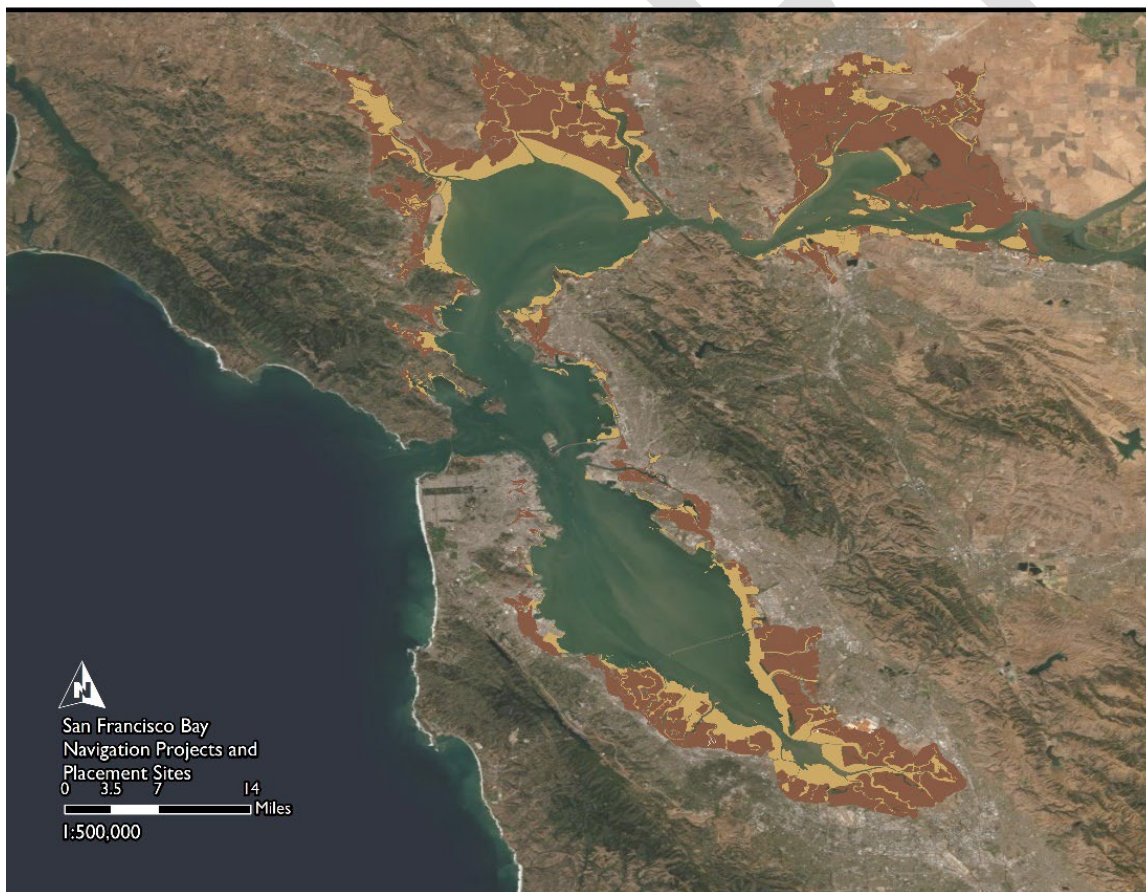 N
San Francisco Bay
Navigation Projects and
Placement Sites
0 3.5 7 14
Miles
1:500,000